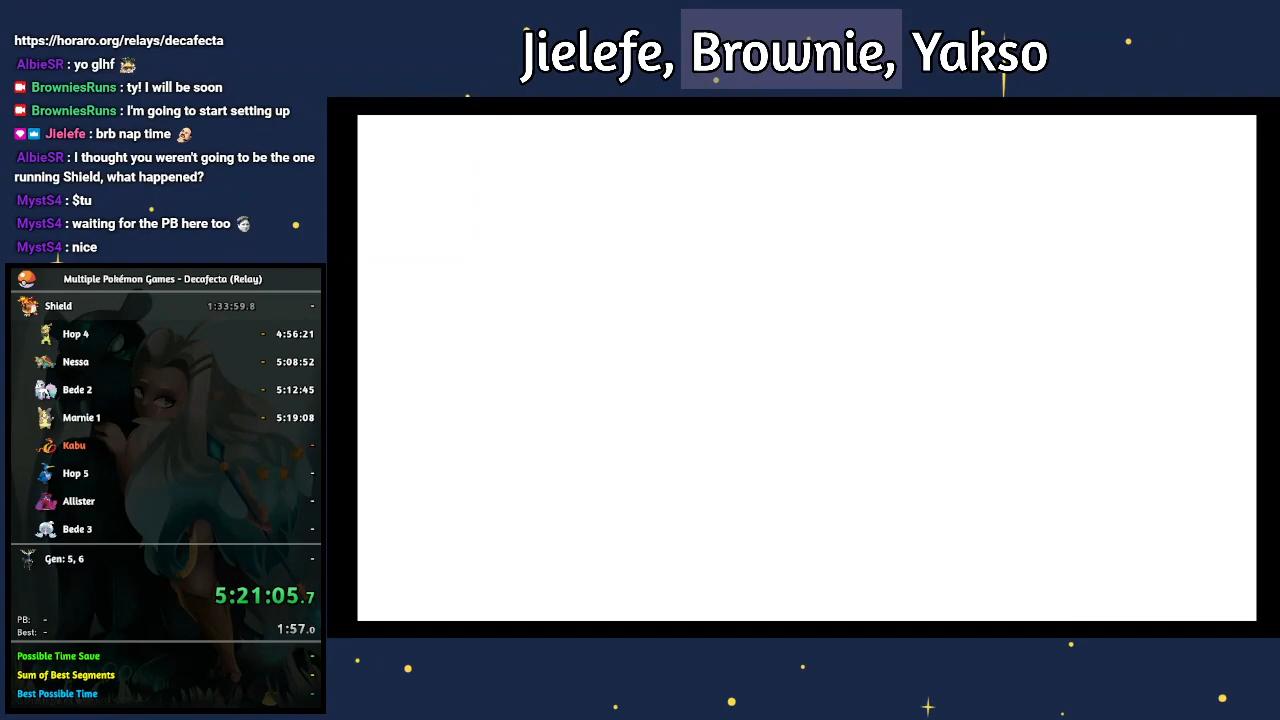 https://horaro.org/relays/decafecta
AlbieSR : yo glhf
BrowniesRuns : ty! I will be soon
BrowniesRuns : I'm going to start setting up
Jlelefe : brb nap time
AlbieSR : I thought you weren't going to be the one
running Shield, what happened?
MystS4 : $tu
MystS4 : waiting for the PB here too
MystS4 : nice
Jielefe, Brownie, Yakso
Multiple Pokémon Games - Decafecta (Relay)
Shield 1:33:59.8 -
Hop 4 - 4:56:21
Nessa - 5:08:52
Bede 2 - 5:12:45
Marnie 1 - 5:19:08
Kabu -
Hop 5 -
Allister -
Bede 3 -
Gen: 5, 6 -
5:21:05.7
PB: - 1:57.0
Best: -
Possible Time Save -
Sum of Best Segments -
Best Possible Time -